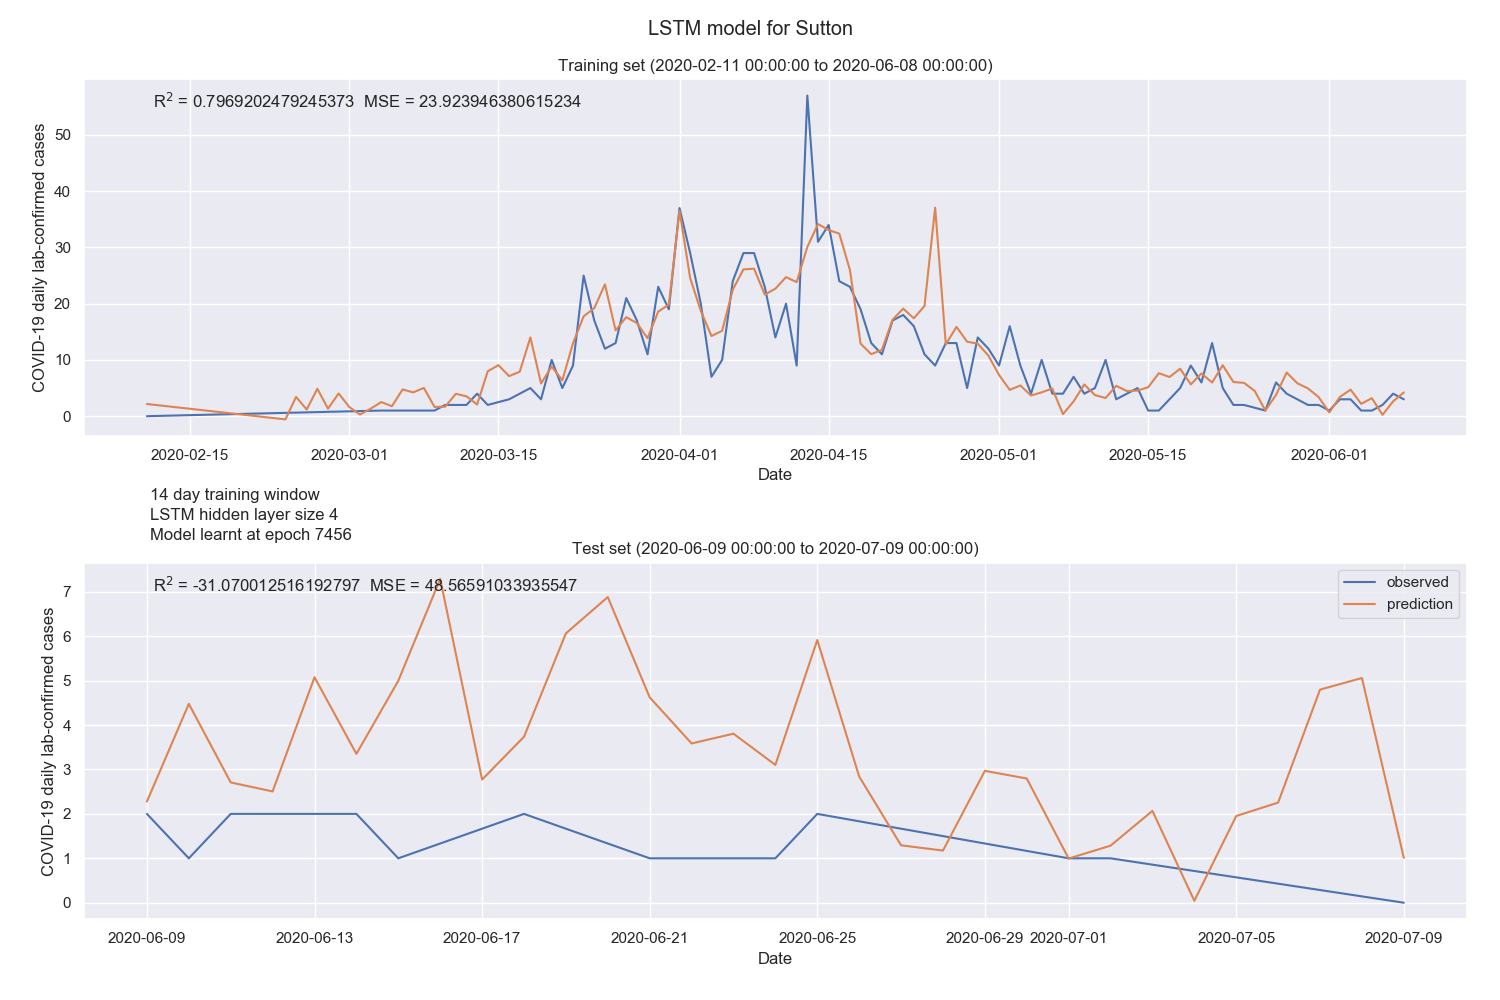 LSTM model for Sutton
Training set (2020-02-11 00:00:00 to 2020-06-08 00:00:00)
R² = 0.7969202479245373  MSE = 23.923946380615234
COVID-19 daily lab-confirmed cases
50
40
30
20
10
0
2020-02-15 2020-03-01 2020-03-15 2020-04-01 2020-04-15 2020-05-01 2020-05-15 2020-06-01
Date
14 day training window
LSTM hidden layer size 4
Model learnt at epoch 7456
Test set (2020-06-09 00:00:00 to 2020-07-09 00:00:00)
R² = -31.070012516192797  MSE = 48.56591033935547
observed
prediction
COVID-19 daily lab-confirmed cases
7
6
5
4
3
2
1
0
2020-06-09 2020-06-13 2020-06-17 2020-06-21 2020-06-25 2020-06-29 2020-07-01 2020-07-05 2020-07-09
Date